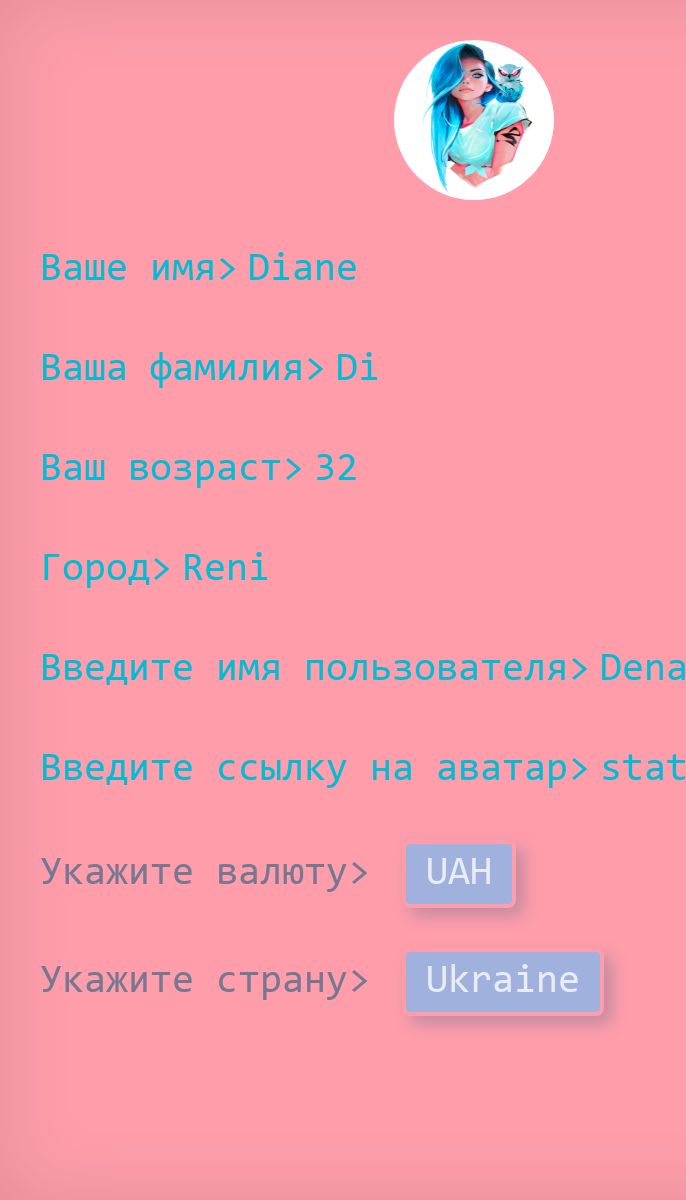 Ваше имя> Diane
Ваша фамилия> Di
Ваш возраст> 32
Город> Reni
Введите имя пользователя> Dena
Введите ссылку на аватар> stat
Укажите валюту> UAH
Укажите страну> Ukraine